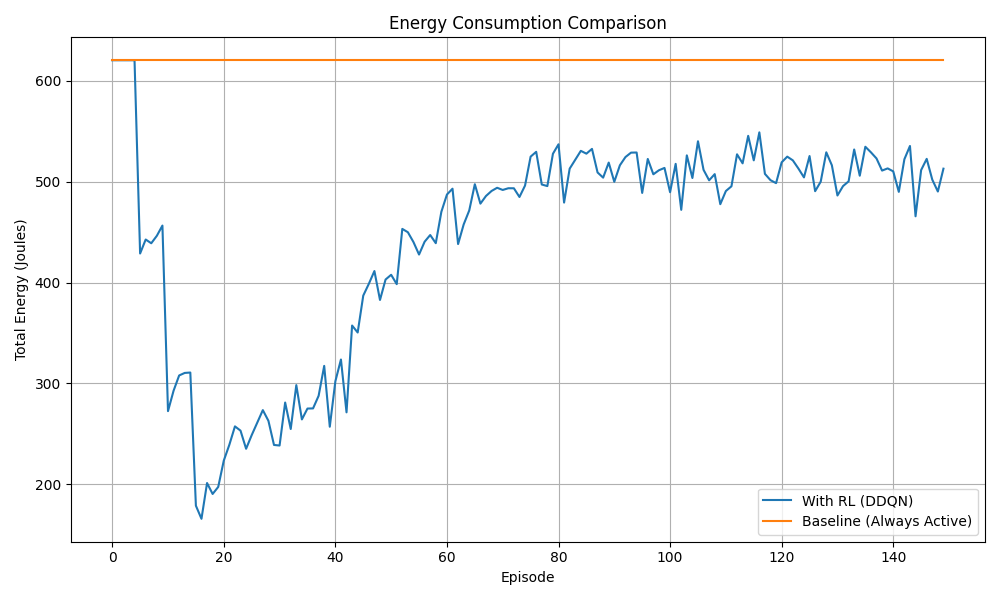 Energy Consumption Comparison
Total Energy (Joules)
600
500
400
300
200
With RL (DDQN)
Baseline (Always Active)
0 20 40 60 80 100 120 140
Episode